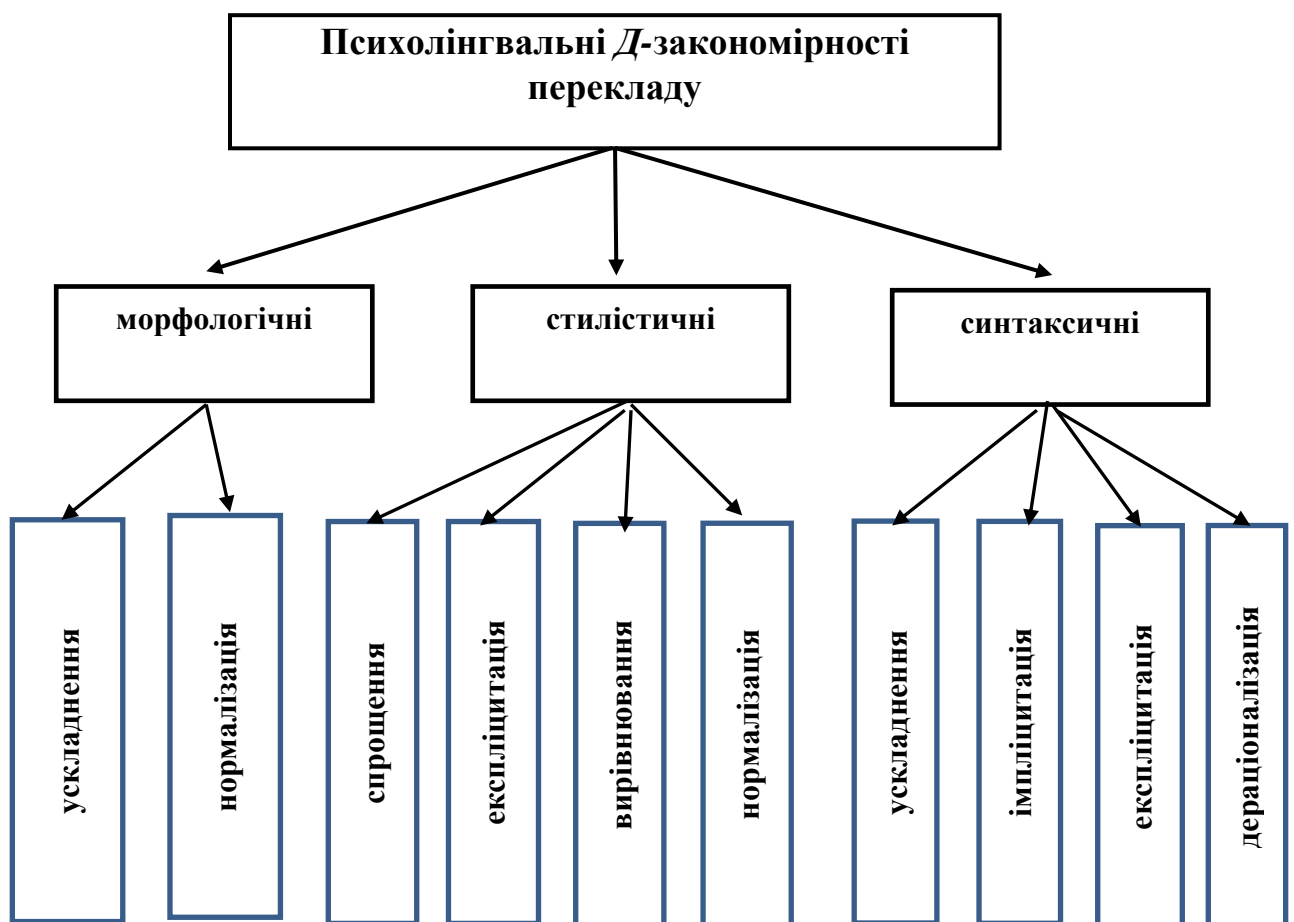 Психолінгвальні Д-закономірності
перекладу
морфологічні
стилістичні
синтаксичні
ускладнення
нормалізація
спрощення
експліцитація
вирівнювання
нормалізація
ускладнення
імпліцитація
експліцитація
дераціоналізація